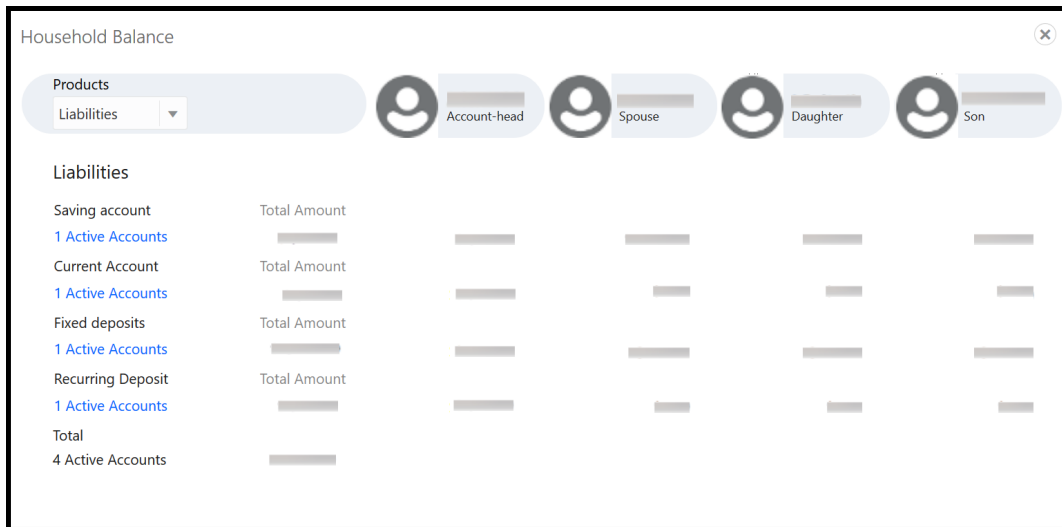 Household Balance
Products
Liabilities
Account-head
Spouse
Daughter
Son
Liabilities
Saving account Total Amount
1 Active Accounts
Current Account Total Amount
1 Active Accounts
Fixed deposits Total Amount
1 Active Accounts
Recurring Deposit Total Amount
1 Active Accounts
Total
4 Active Accounts